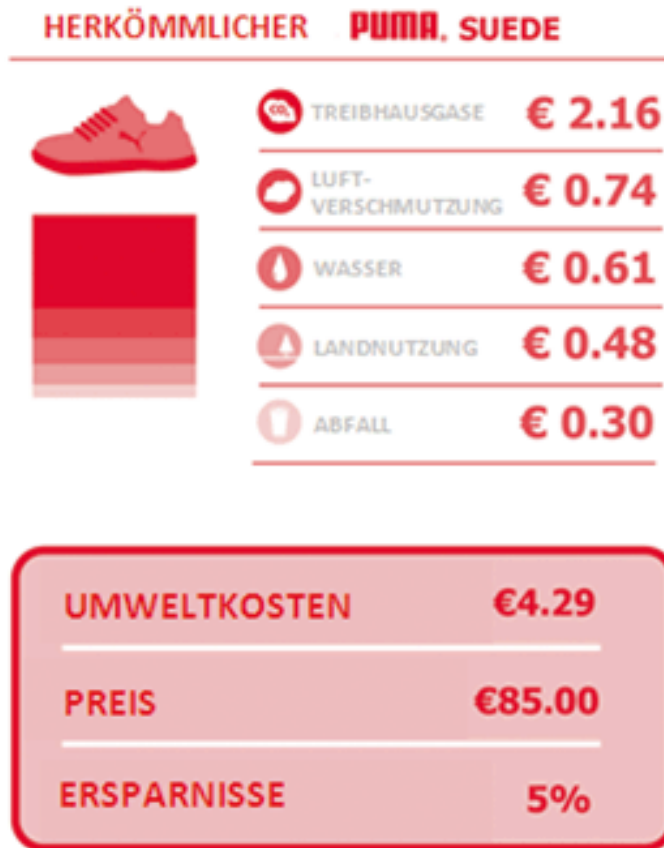 HERKÖMMLICHER PUMA. SUEDE
CO₂ TREIBHAUSGASE € 2.16
LUFT-
VERSCHMUTZUNG € 0.74
WASSER € 0.61
LANDNUTZUNG € 0.48
ABFALL € 0.30
UMWELTKOSTEN €4.29
PREIS €85.00
ERSPARNISSE 5%